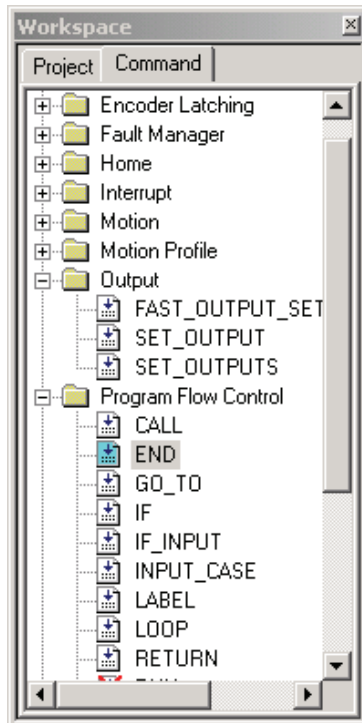 Workspace
Project Command
Encoder Latching
Fault Manager
Home
Interrupt
Motion
Motion Profile
Output
FAST_OUTPUT_SET
SET_OUTPUT
SET_OUTPUTS
Program Flow Control
CALL
END
GO_TO
IF
IF_INPUT
INPUT_CASE
LABEL
LOOP
RETURN